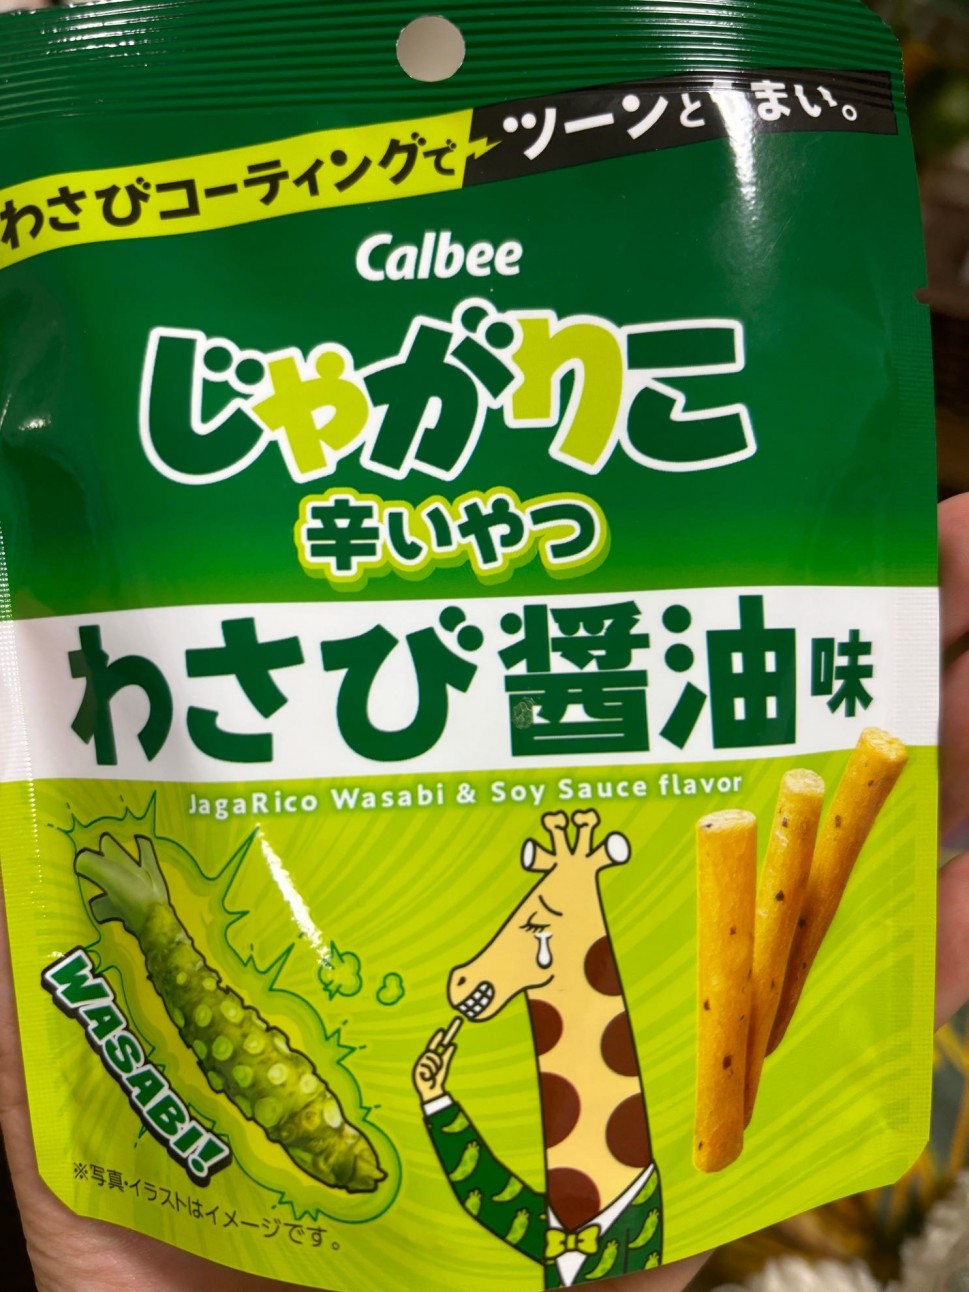 わさびコーティングで
ツーンとうまい。
Calbee
じゃがりこ
辛いやつ
わさび醤油味
JagaRico Wasabi & Soy Sauce flavor
WASABI!
※写真・イラストはイメージです。